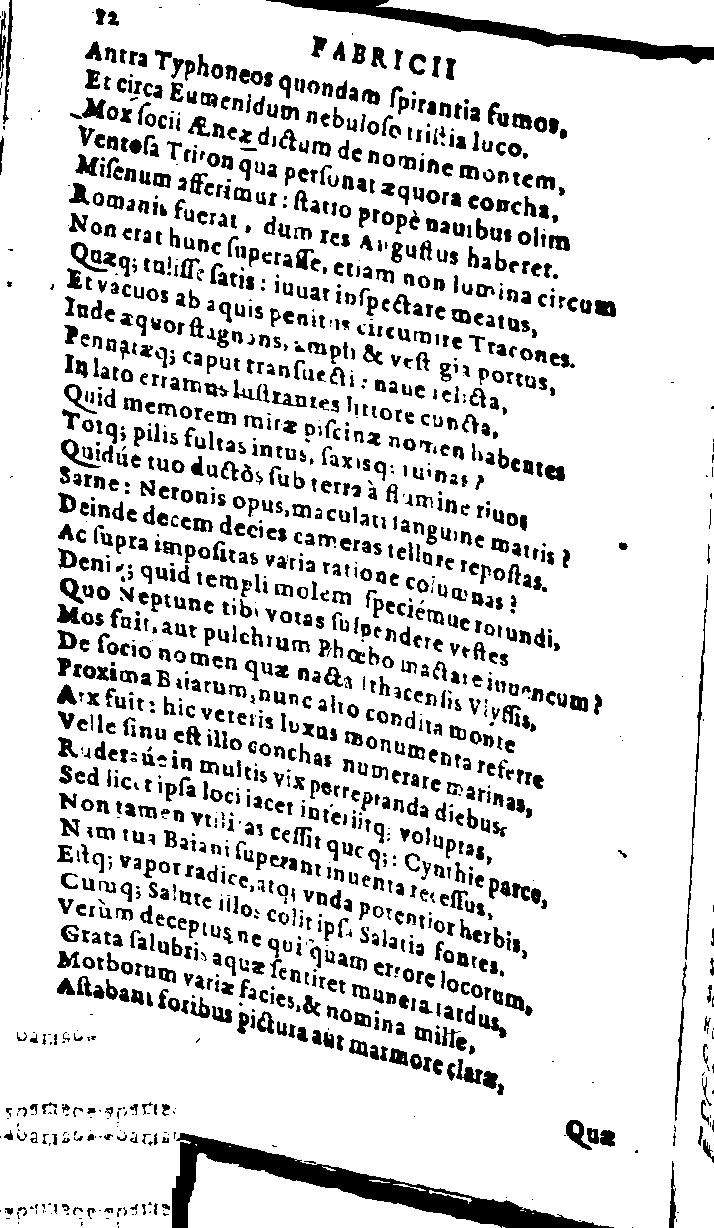 12
FABRICII
Antra Typhoneos quondam ſpirantia fumos,
Et circa Eumenidum nebuloſo triſtia luco.
Mox ſocii Æneæ dictum de nomine montem,
Ventoſa Triton qua perſonat æquora concha,
Miſenum afferimur: ſtatio propè nauibus olim
Romanis fuerat, dum res Auguſtus haberet.
Non erat hunc ſuperaſſe, etiam non lumina circum
Quæq; tuliſſe ſatis: iuuat inſpectare meatus,
Et vacuos ab aquis penitus circumire Tracones.
Inde æquor ſtagnans, ampli & veſtigia portus,
Pennatæq; caput tranſuecti: naue relicta,
In lato erramus luſtrantes littore cuncta,
Quid memorem miræ piſcinæ nomen habentes
Totq; pilis fultas intus, ſaxisq; ruinas?
Quidúe tuo ductos ſub terra à flumine riuos
Sarne: Neronis opus, maculati ſanguine matris?
Deinde decem decies cameras tellure repoſtas.
Ac ſupra impoſitas varia ratione columnas?
Deniq; quid templi molem ſpeciémue rotundi,
Quo Neptune tibi votas ſuſpendere veſtes
Mos fuit, aut pulchrum Phœbo mactare iuuencum?
De ſocio nomen quæ nacta Ithacenſis Vlyſſis,
Proxima Baiarum, nunc alto condita monte
Arx fuit: hic veteris luxus monumenta referre
Velle ſinu eſt illo conchas numerare marinas,
Ruderaúe in multis vix perreptanda diebus.
Sed licet ipſa loci iacet interiitq; voluptas,
Non tamen vtilitas ceſſit quoq;: Cynthie parce,
Nam tua Baiani ſuperant inuenta receſſus,
Eſtq; vapor radice, atq; vnda potentior herbis,
Cumq; Salute illos colit ipſa Salatia fontes.
Verùm deceptus ne qui quam errore locorum,
Grata ſalubris aquæ ſentiret munera tardus,
Morborum variæ facies, & nomina mille,
Aſtabant foribus pictura aut marmore claræ,
Quæ